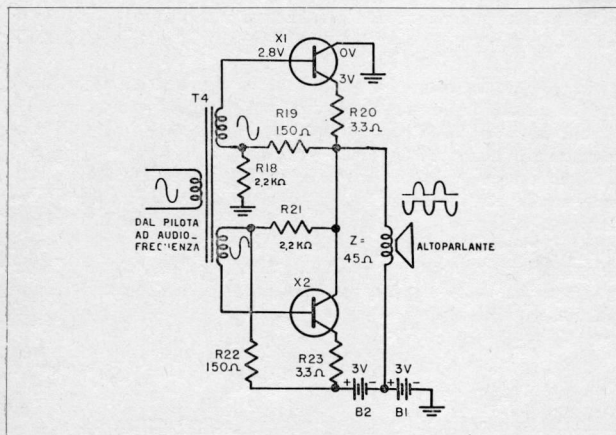 X1
2.8V
0V
3V
T4
R19
150Ω
R20
3.3Ω
R18
2,2KΩ
DAL PILOTA
AD AUDIO_
FREQUENZA
R21
2,2KΩ
Z=
45Ω
ALTOPARLANTE
X2
R22
150Ω
R23
3.3Ω
3V
3V
+ - + -
B2 B1